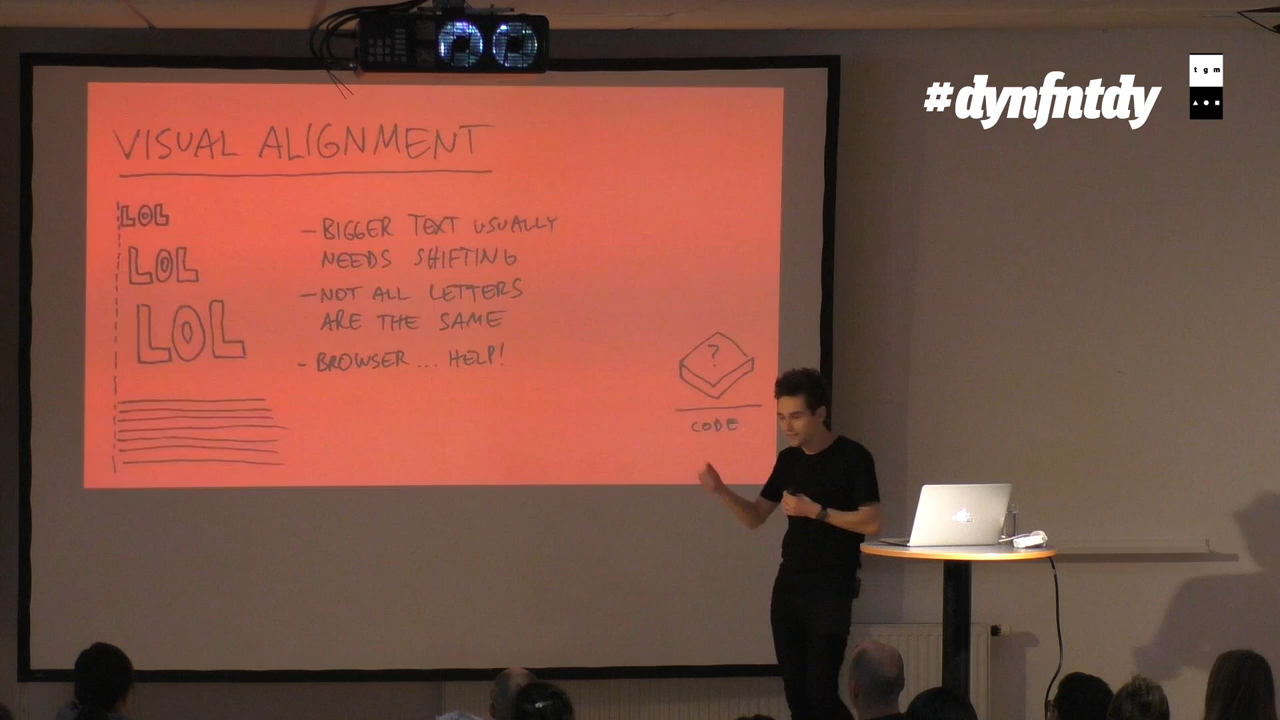 #dynfntdy
tgm
VISUAL ALIGNMENT
LOL
LOL
LOL
- BIGGER TEXT USUALLY
NEEDS SHIFTING
- NOT ALL LETTERS
ARE THE SAME
- BROWSER... HELP!
?
CODE